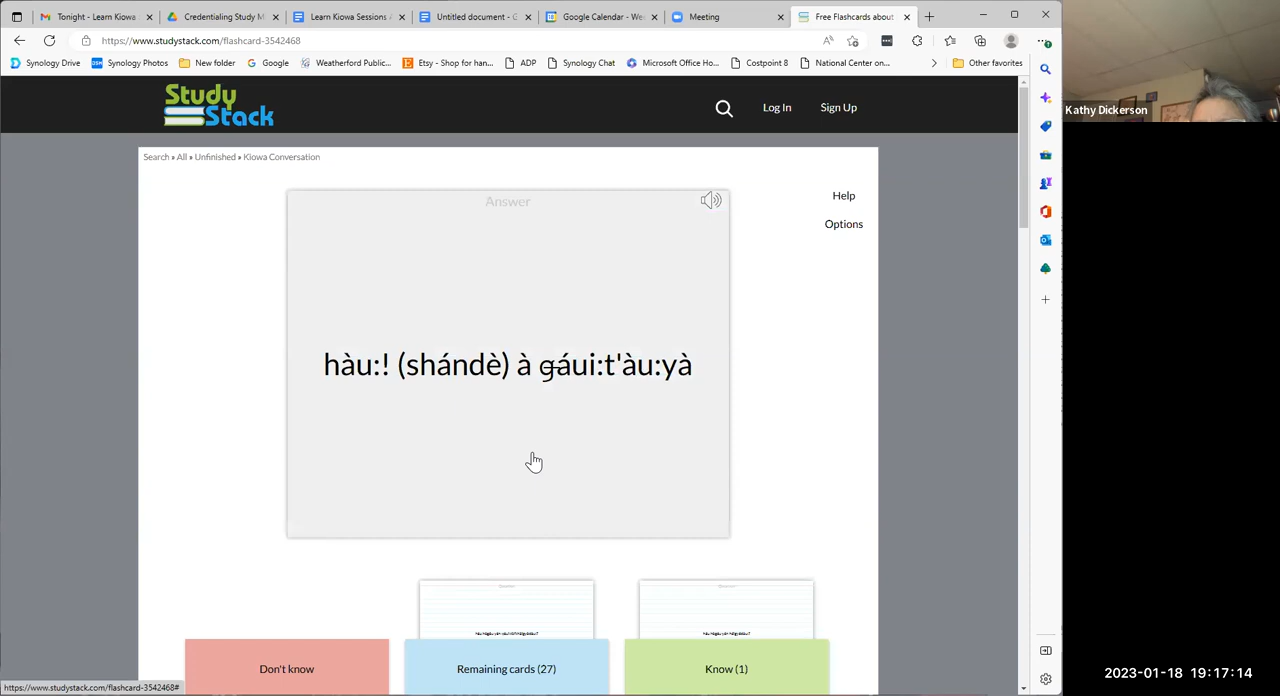 Tonight - Learn Kiowa
Credentialing Study M
Learn Kiowa Sessions A
Untitled document - G
Google Calendar - We
Meeting
Free Flashcards about
https://www.studystack.com/flashcard-3542468
Synology Drive
Synology Photos
New folder
Google
Weatherford Public...
Etsy - Shop for han...
ADP
Synology Chat
Microsoft Office Ho...
Costpoint 8
National Center on...
Other favorites
Kathy Dickerson
Study
Stack
Log In
Sign Up
Search » All » Unfinished » Kiowa Conversation
Answer
Help
Options
hàu:! (shándè) à g̶áui:t'àu:yà
Don't know
Remaining cards (27)
Know (1)
https://www.studystack.com/flashcard-3542468#
2023-01-18 19:17:14